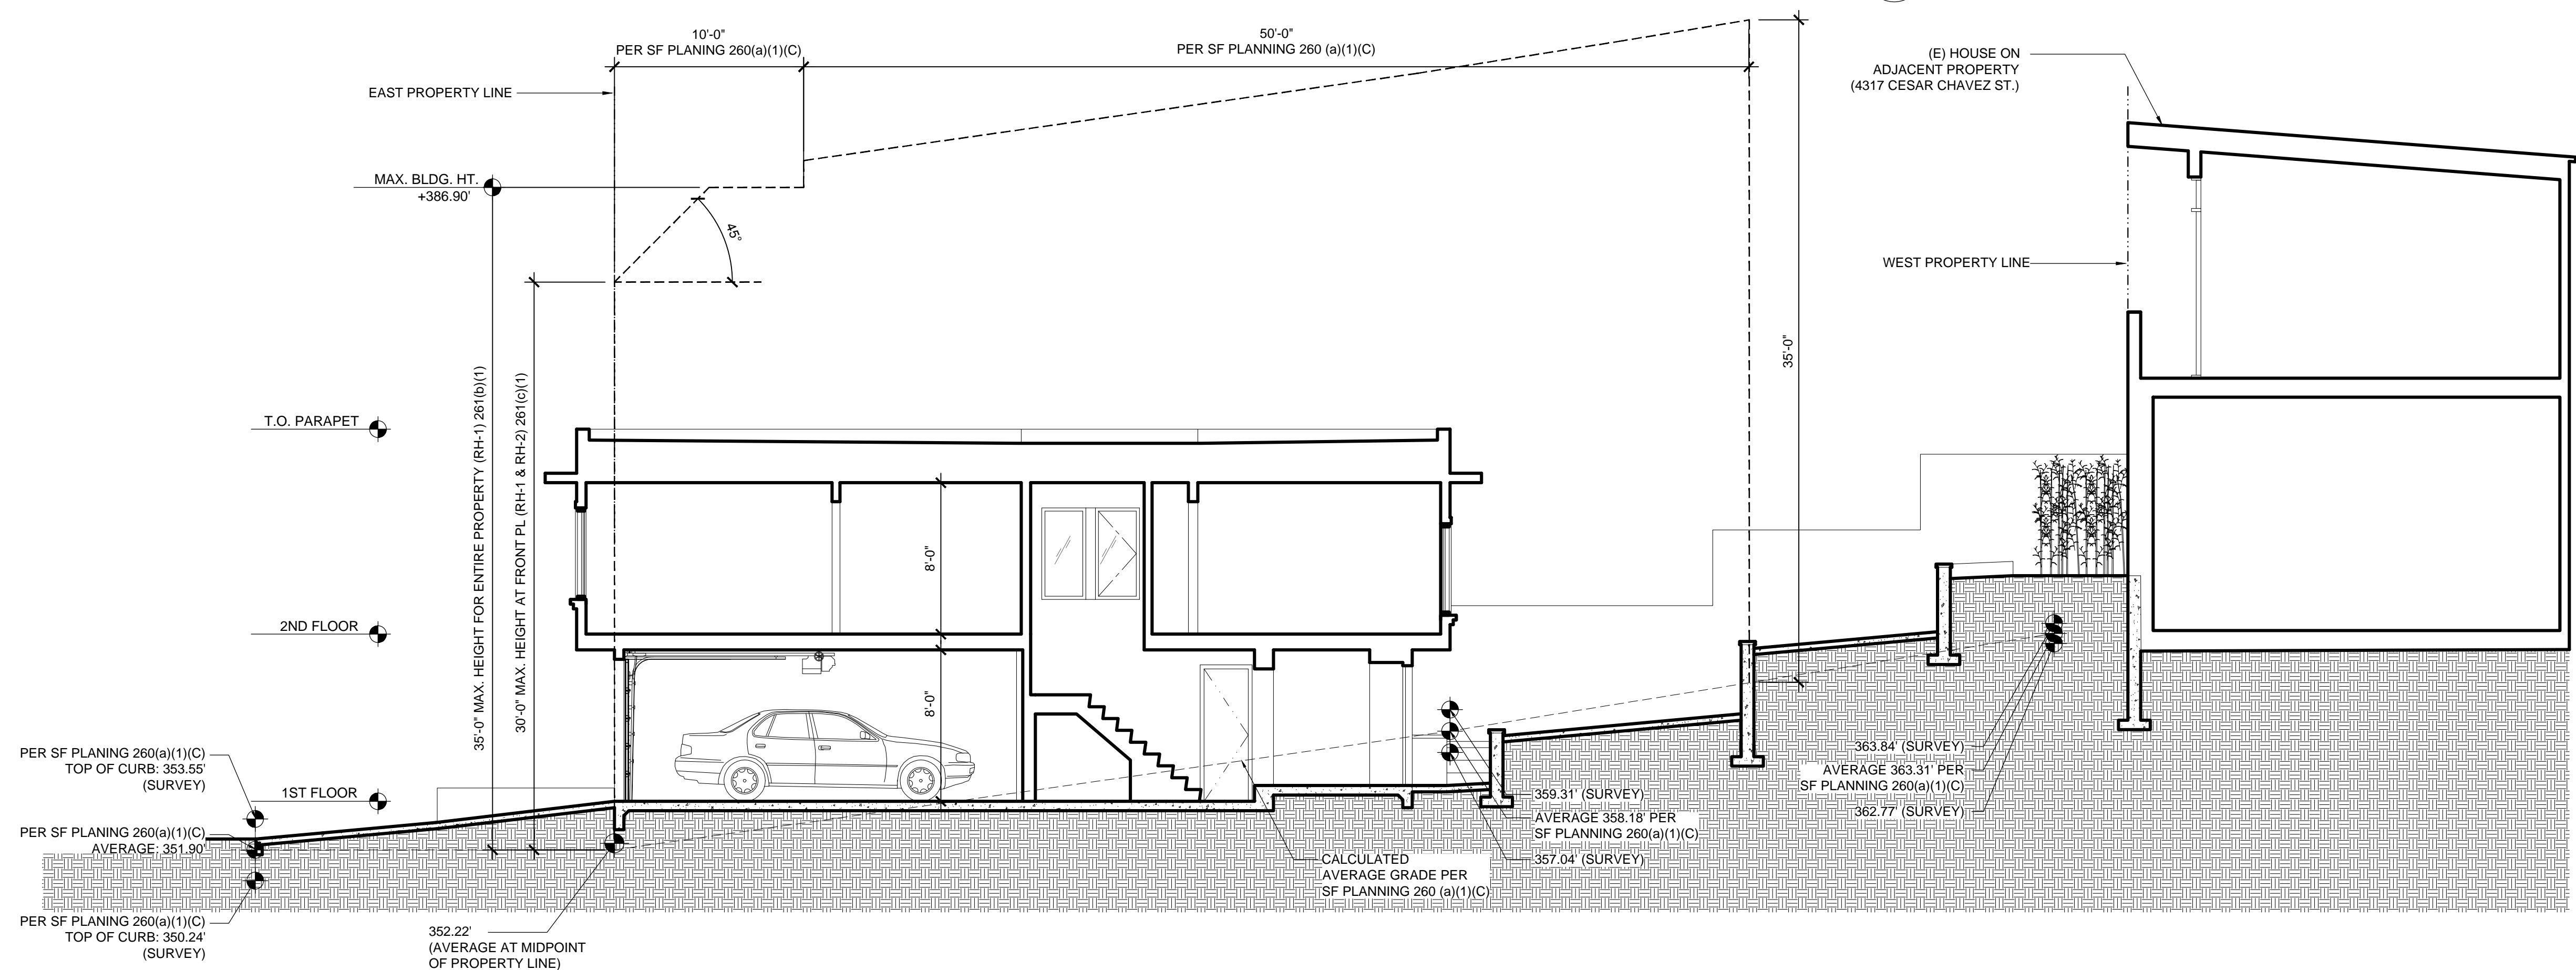 10'-0"
PER SF PLANING 260(a)(1)(C)
50'-0"
PER SF PLANNING 260 (a)(1)(C)
(E) HOUSE ON
ADJACENT PROPERTY
(4317 CESAR CHAVEZ ST.)
EAST PROPERTY LINE
MAX. BLDG. HT.
+386.90'
45°
WEST PROPERTY LINE
35'-0"
35'-0" MAX. HEIGHT FOR ENTIRE PROPERTY (RH-1) 261(b)(1)
30'-0" MAX. HEIGHT AT FRONT PL (RH-1 & RH-2) 261(c)(1)
T.O. PARAPET
8'-0"
2ND FLOOR
8'-0"
PER SF PLANING 260(a)(1)(C)
TOP OF CURB: 353.55'
(SURVEY)
1ST FLOOR
PER SF PLANING 260(a)(1)(C)
AVERAGE: 351.90'
PER SF PLANING 260(a)(1)(C)
TOP OF CURB: 350.24'
(SURVEY)
352.22'
(AVERAGE AT MIDPOINT
OF PROPERTY LINE)
CALCULATED
AVERAGE GRADE PER
SF PLANNING 260 (a)(1)(C)
359.31' (SURVEY)
AVERAGE 358.18' PER
SF PLANNING 260(a)(1)(C)
357.04' (SURVEY)
363.84' (SURVEY)
AVERAGE 363.31' PER
SF PLANNING 260(a)(1)(C)
362.77' (SURVEY)